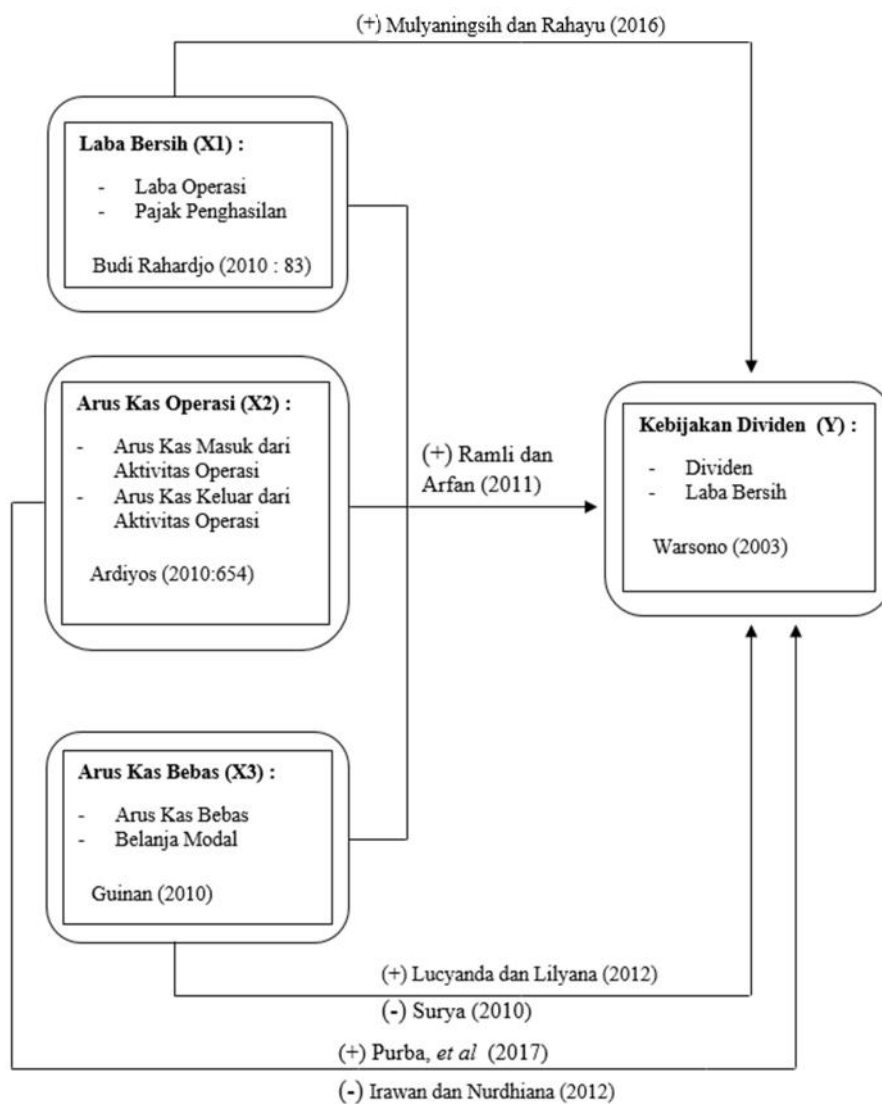 (+) Mulyaningsih dan Rahayu (2016)
Laba Bersih (X1) :
- Laba Operasi
- Pajak Penghasilan
Budi Rahardjo (2010 : 83)
Arus Kas Operasi (X2) :
- Arus Kas Masuk dari
Aktivitas Operasi
- Arus Kas Keluar dari
Aktivitas Operasi
Ardiyos (2010:654)
(+) Ramli dan
Arfan (2011)
Kebijakan Dividen (Y) :
- Dividen
- Laba Bersih
Warsono (2003)
Arus Kas Bebas (X3) :
- Arus Kas Bebas
- Belanja Modal
Guinan (2010)
(+) Lucyanda dan Lilyana (2012)
(-) Surya (2010)
(+) Purba, et al (2017)
(-) Irawan dan Nurdhiana (2012)